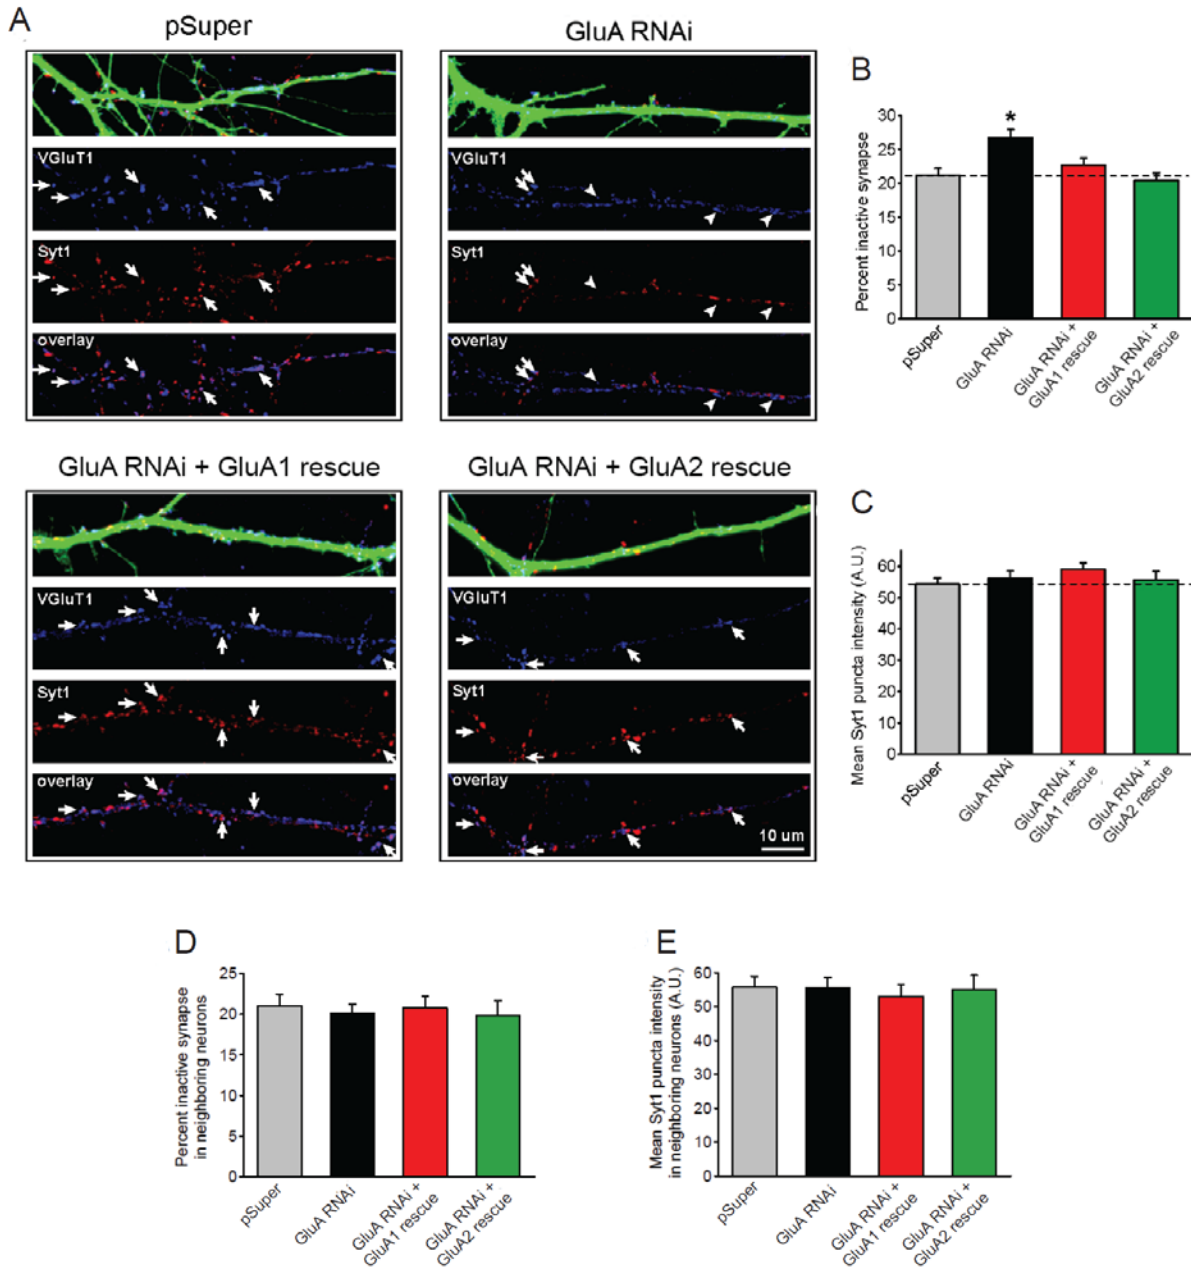 A
pSuper
VGluT1
Syt1
overlay
GluA RNAi
VGluT1
Syt1
overlay
GluA RNAi + GluA1 rescue
VGluT1
Syt1
overlay
GluA RNAi + GluA2 rescue
VGluT1
Syt1
overlay
10 um
B
Percent inactive synapse
30
25
20
15
10
5
0
*
pSuper
GluA RNAi
GluA RNAi +
GluA1 rescue
GluA RNAi +
GluA2 rescue
C
Mean Syt1 puncta intensity (A.U.)
60
50
40
30
20
10
0
pSuper
GluA RNAi
GluA RNAi +
GluA1 rescue
GluA RNAi +
GluA2 rescue
D
Percent inactive synapse
in neighboring neurons
25
20
15
10
5
0
pSuper
GluA RNAi
GluA RNAi +
GluA1 rescue
GluA RNAi +
GluA2 rescue
E
Mean Syt1 puncta intensity
in neighboring neurons (A.U.)
60
50
40
30
20
10
0
pSuper
GluA RNAi
GluA RNAi +
GluA1 rescue
GluA RNAi +
GluA2 rescue